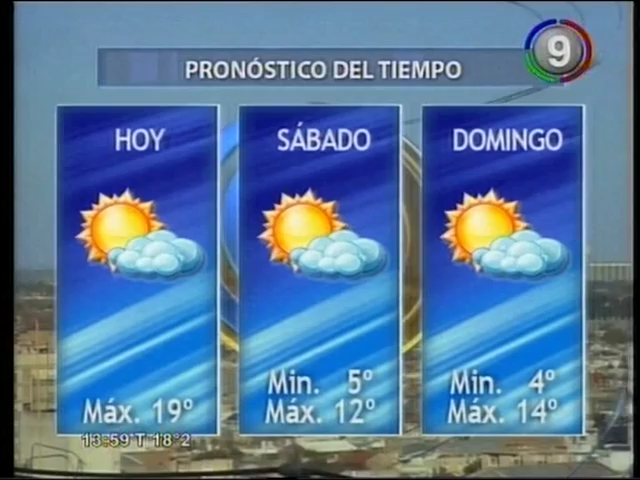 9
PRONÓSTICO DEL TIEMPO
HOY
Máx. 19º
SÁBADO
Min. 5º
Máx. 12º
DOMINGO
Min. 4º
Máx. 14º
13:59 T 18°2